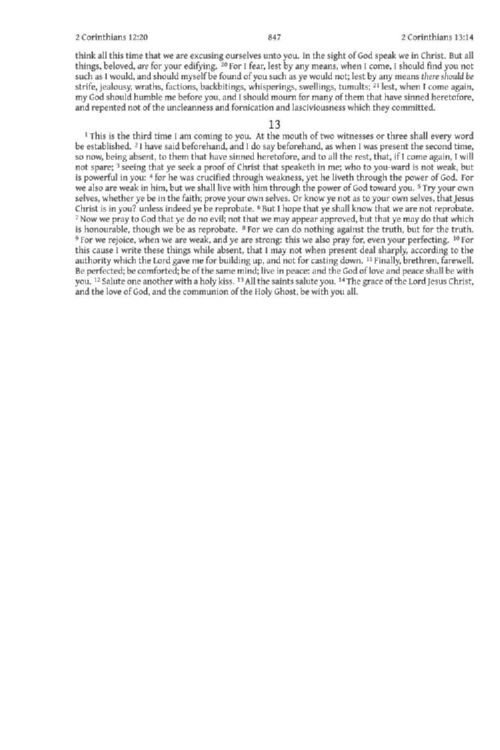 2 Corinthians 12:20 847 2 Corinthians 13:14
think all this time that we are excusing ourselves unto you. In the sight of God speak we in Christ. But all
things, beloved, are for your edifying. 20 For I fear, lest by any means, when I come, I should find you not
such as I would, and should myself be found of you such as ye would not; lest by any means there should be
strife, jealousy, wraths, factions, backbitings, whisperings, swellings, tumults; 21 lest, when I come again,
my God should humble me before you, and I should mourn for many of them that have sinned heretofore,
and repented not of the uncleanness and fornication and lasciviousness which they committed.
13
1 This is the third time I am coming to you. At the mouth of two witnesses or three shall every word
be established. 2 I have said beforehand, and I do say beforehand, as when I was present the second time,
so now, being absent, to them that have sinned heretofore, and to all the rest, that, if I come again, I will
not spare; 3 seeing that ye seek a proof of Christ that speaketh in me; who to you-ward is not weak, but
is powerful in you: 4 for he was crucified through weakness, yet he liveth through the power of God. For
we also are weak in him, but we shall live with him through the power of God toward you. 5 Try your own
selves, whether ye be in the faith; prove your own selves. Or know ye not as to your own selves, that Jesus
Christ is in you? unless indeed ye be reprobate. 6 But I hope that ye shall know that we are not reprobate.
7 Now we pray to God that ye do no evil; not that we may appear approved, but that ye may do that which
is honourable, though we be as reprobate. 8 For we can do nothing against the truth, but for the truth.
9 For we rejoice, when we are weak, and ye are strong: this we also pray for, even your perfecting. 10 For
this cause I write these things while absent, that I may not when present deal sharply, according to the
authority which the Lord gave me for building up, and not for casting down. 11 Finally, brethren, farewell.
Be perfected; be comforted; be of the same mind; live in peace: and the God of love and peace shall be with
you. 12 Salute one another with a holy kiss. 13 All the saints salute you. 14 The grace of the Lord Jesus Christ,
and the love of God, and the communion of the Holy Ghost, be with you all.